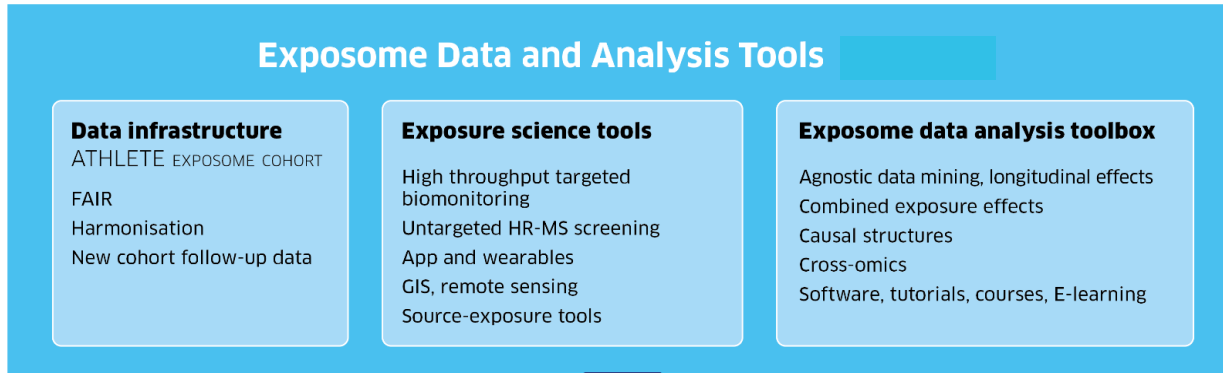 Exposome Data and Analysis Tools
Data infrastructure
ATHLETE EXPOSOME COHORT
FAIR
Harmonisation
New cohort follow-up data
Exposure science tools
High throughput targeted
biomonitoring
Untargeted HR-MS screening
App and wearables
GIS, remote sensing
Source-exposure tools
Exposome data analysis toolbox
Agnostic data mining, longitudinal effects
Combined exposure effects
Causal structures
Cross-omics
Software, tutorials, courses, E-learning